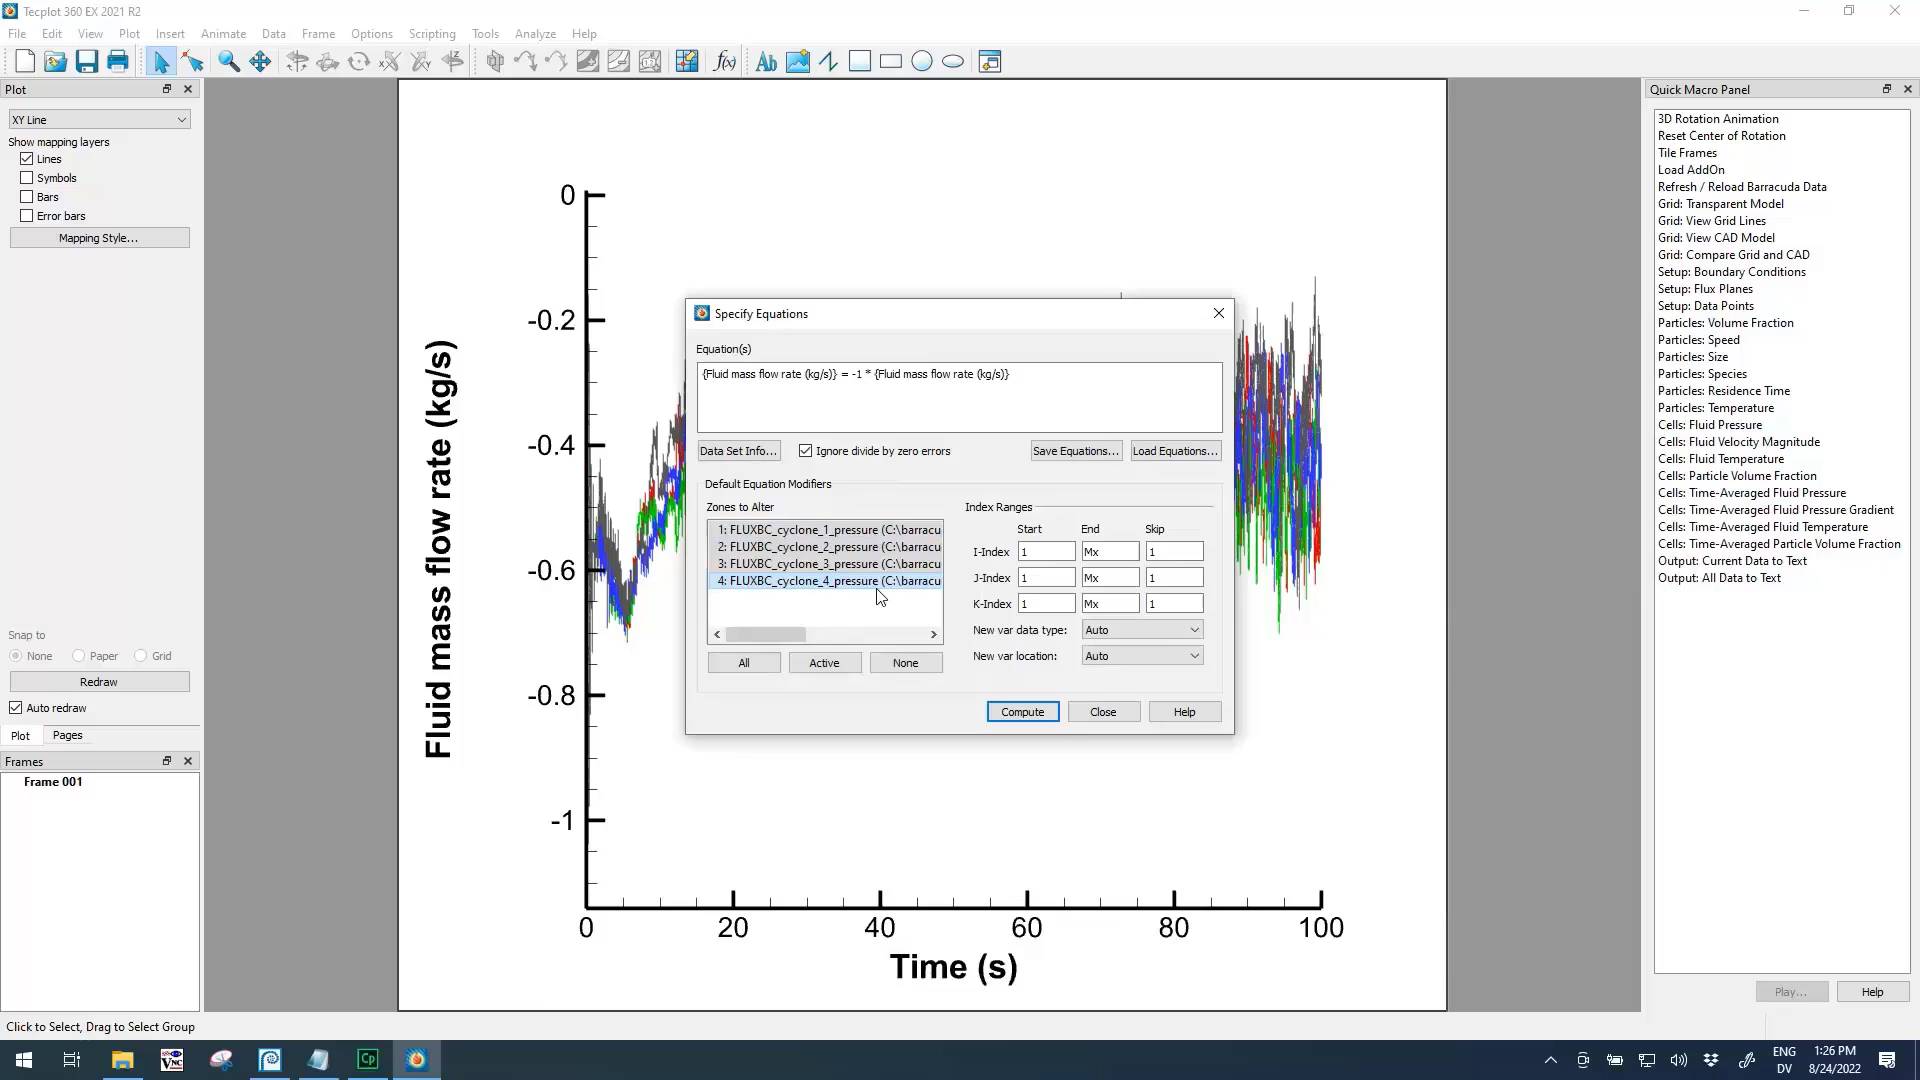 Tecplot 360 EX 2021 R2
File Edit View Plot Insert Animate Data Frame Options Scripting Tools Analyze Help
Plot
XY Line
Show mapping layers
Lines
Symbols
Bars
Error bars
Mapping Style...
Snap to
None Paper Grid
Redraw
Auto redraw
Plot Pages
Frames
Frame 001
Click to Select, Drag to Select Group
Fluid mass flow rate (kg/s)
0
-0.2
-0.4
-0.6
-0.8
-1
0 20 40 60 80 100
Time (s)
Specify Equations
Equation(s)
{Fluid mass flow rate (kg/s)} = -1 * {Fluid mass flow rate (kg/s)}
Data Set Info... Ignore divide by zero errors Save Equations... Load Equations...
Default Equation Modifiers
Zones to Alter
1: FLUXBC_cyclone_1_pressure (C:\barracu
2: FLUXBC_cyclone_2_pressure (C:\barracu
3: FLUXBC_cyclone_3_pressure (C:\barracu
4: FLUXBC_cyclone_4_pressure (C:\barracu
All Active None
Index Ranges
Start End Skip
I-Index 1 Mx 1
J-Index 1 Mx 1
K-Index 1 Mx 1
New var data type: Auto
New var location: Auto
Compute Close Help
Quick Macro Panel
3D Rotation Animation
Reset Center of Rotation
Tile Frames
Load AddOn
Refresh / Reload Barracuda Data
Grid: Transparent Model
Grid: View Grid Lines
Grid: View CAD Model
Grid: Compare Grid and CAD
Setup: Boundary Conditions
Setup: Flux Planes
Setup: Data Points
Particles: Volume Fraction
Particles: Speed
Particles: Size
Particles: Species
Particles: Residence Time
Particles: Temperature
Cells: Fluid Pressure
Cells: Fluid Velocity Magnitude
Cells: Fluid Temperature
Cells: Particle Volume Fraction
Cells: Time-Averaged Fluid Pressure
Cells: Time-Averaged Fluid Pressure Gradient
Cells: Time-Averaged Fluid Temperature
Cells: Time-Averaged Particle Volume Fraction
Output: Current Data to Text
Output: All Data to Text
Play... Help
ENG
DV
1:26 PM
8/24/2022